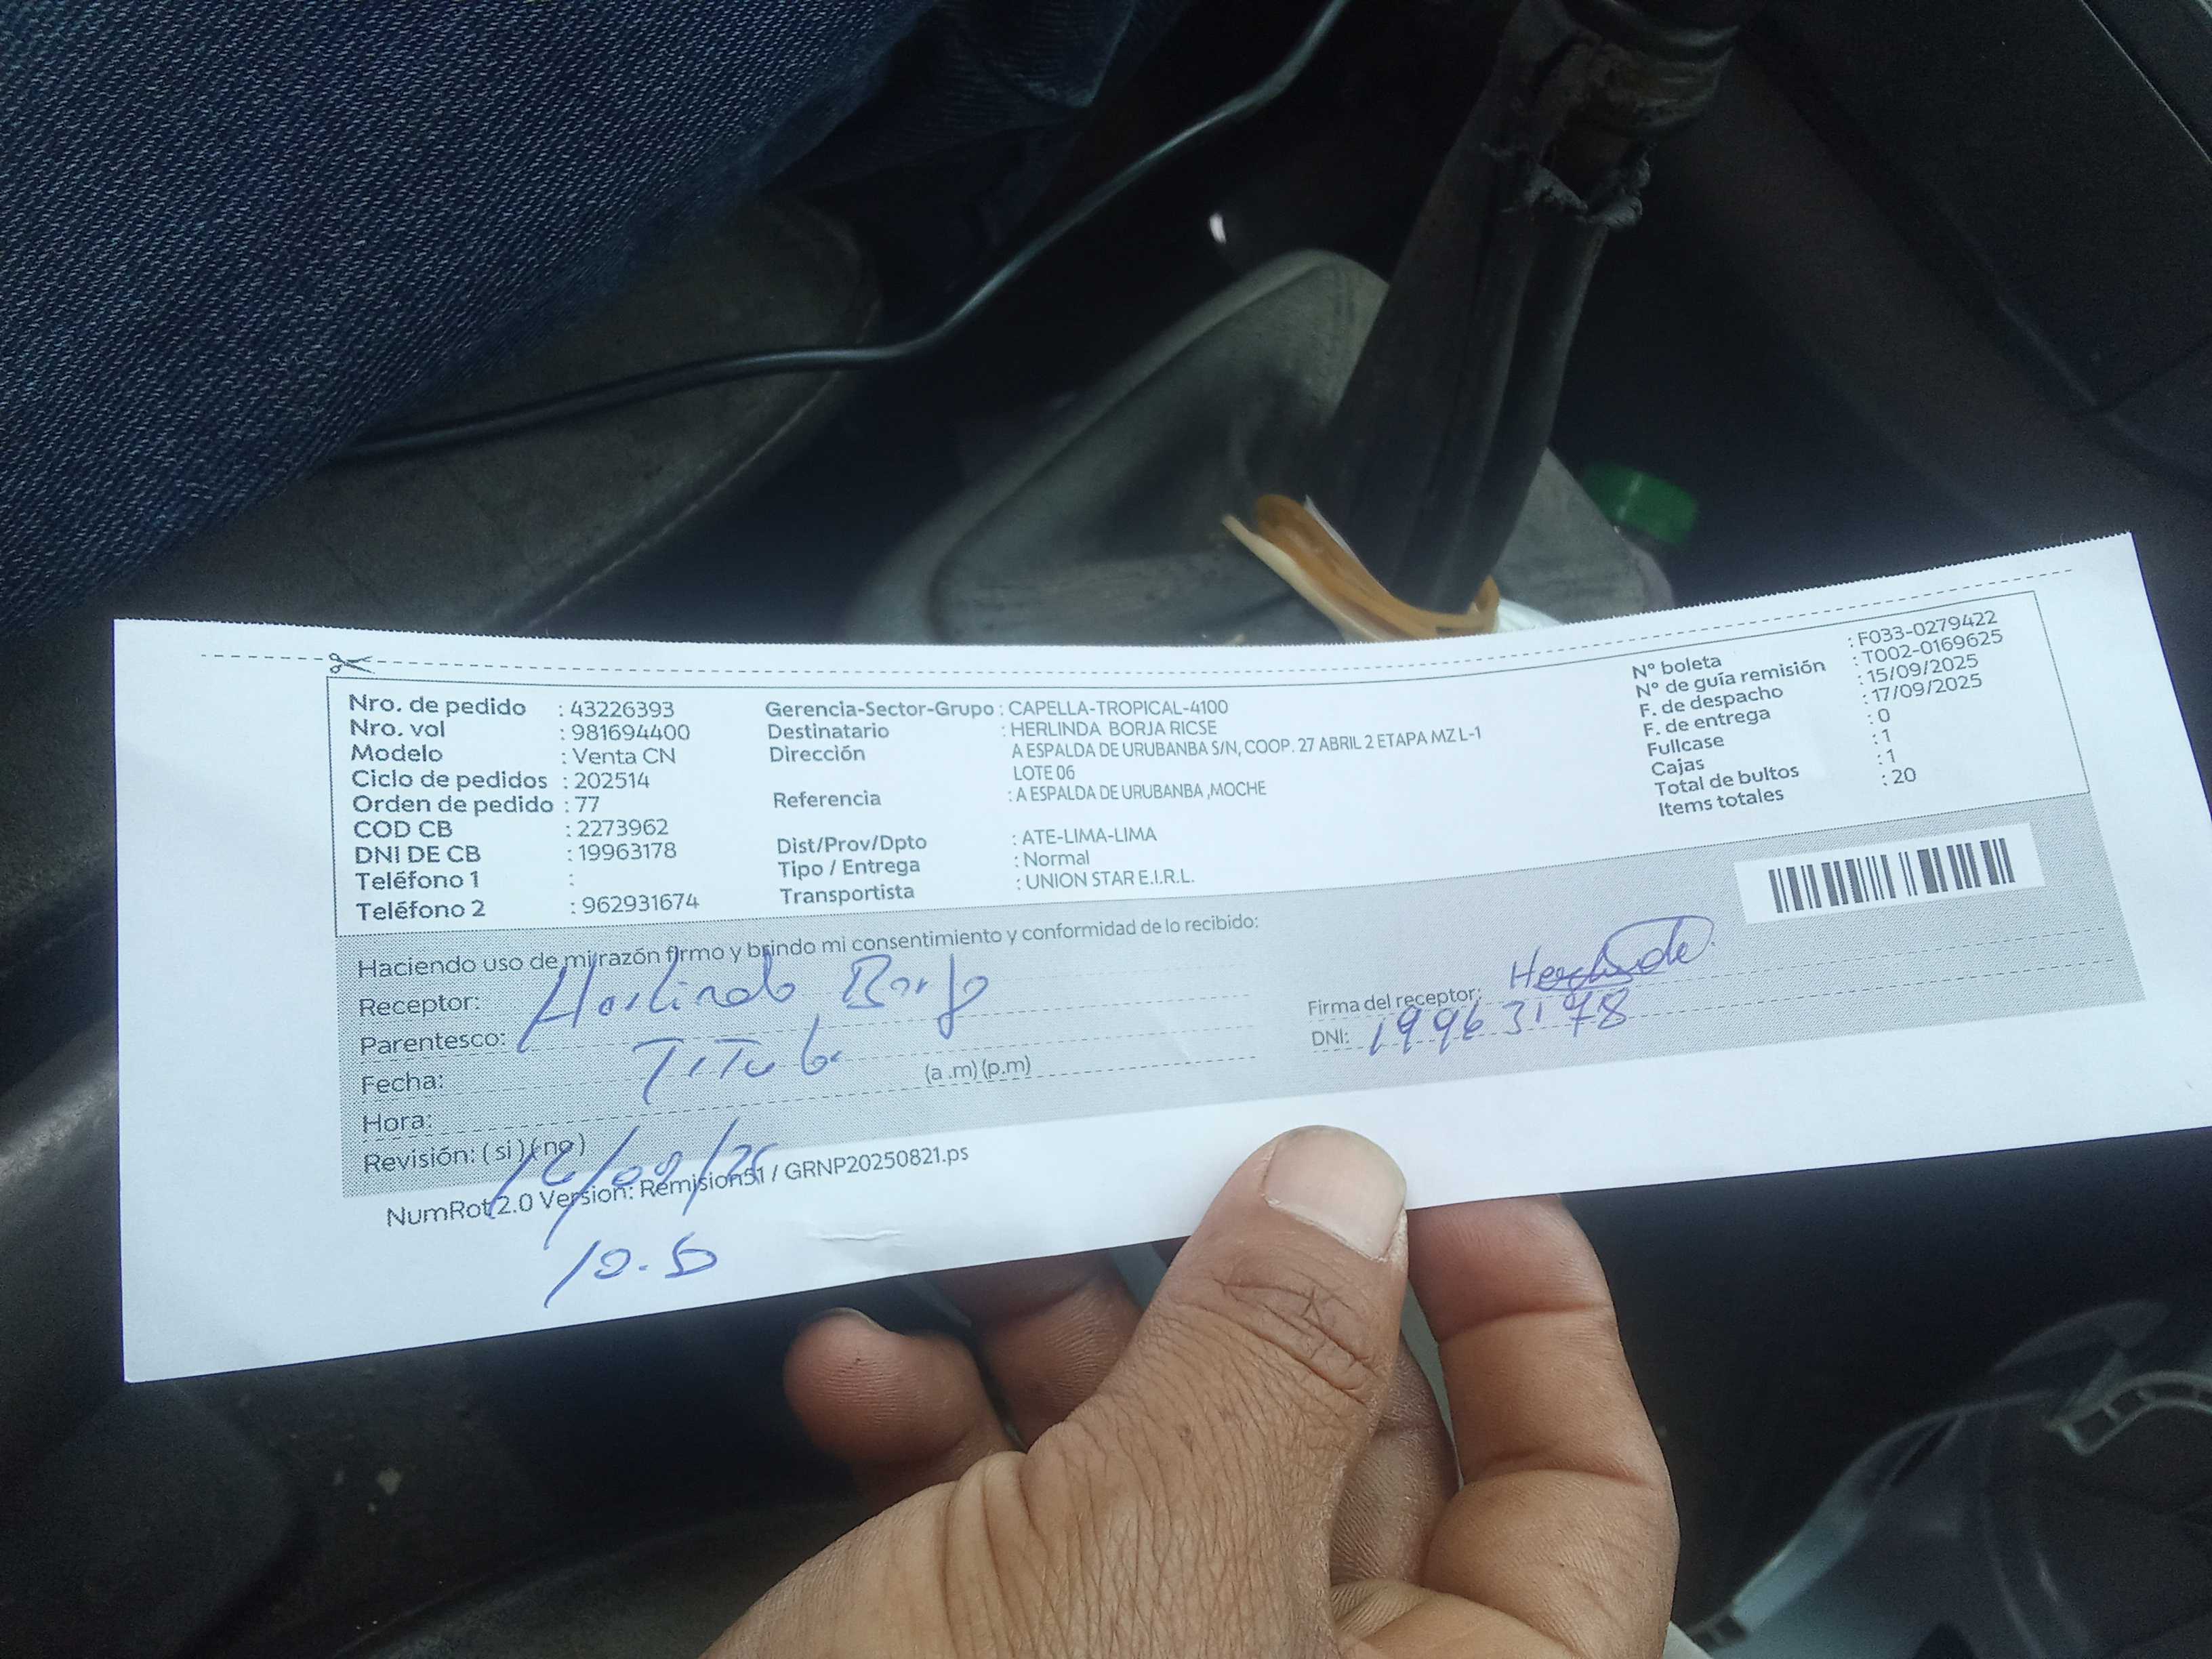 Nro. de pedido : 43226393
Nro. vol : 981694400
Modelo : Venta CN
Ciclo de pedidos : 202514
Orden de pedido : 77
COD CB : 2273962
DNI DE CB : 19963178
Teléfono 1 :
Teléfono 2 : 962931674
Gerencia-Sector-Grupo : CAPELLA-TROPICAL-4100
Destinatario : HERLINDA BORJA RICSE
Dirección A ESPALDA DE URUBANBA S/N, COOP. 27 ABRIL 2 ETAPA MZ L-1
LOTE 06
Referencia : A ESPALDA DE URUBANBA ,MOCHE
Dist/Prov/Dpto : ATE-LIMA-LIMA
Tipo / Entrega : Normal
Transportista : UNION STAR E.I.R.L.
N° boleta : F033-0279422
N° de guía remisión : T002-0169625
F. de despacho : 15/09/2025
F. de entrega : 17/09/2025
Fullcase : 0
Cajas : 1
Total de bultos : 1
Items totales : 20
Haciendo uso de mi razón firmo y brindo mi consentimiento y conformidad de lo recibido:
Receptor: Herlinda Borja
Parentesco:
Fecha:
Hora: (a .m) (p.m)
Revisión: ( si ) ( no )
Firma del receptor:
DNI: 19963178
NumRot 2.0 Version: Remision51 / GRNP20250821.ps